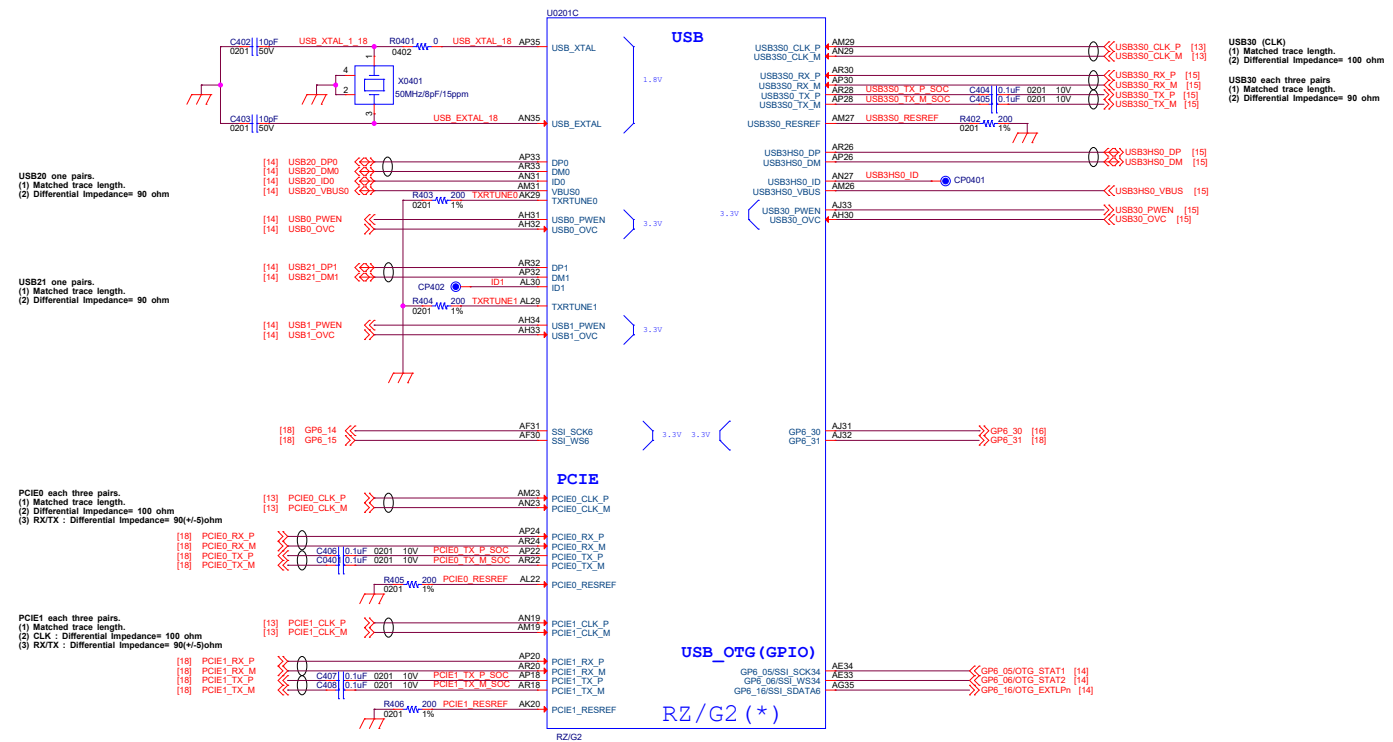 U0201C
USB
C402 10pF
0201 50V
USB_XTAL_1_18
R0401 0
0402
USB_XTAL_18
AP35
USB_XTAL
1
4
2
3
X0401
50MHz/8pF/15ppm
1.8V
C403 10pF
0201 50V
USB_EXTAL_18
AN35
USB_EXTAL
AM29
USB3S0_CLK_P
USB3S0_CLK_P [13]
AN29
USB3S0_CLK_M
USB3S0_CLK_M [13]
USB30 (CLK)
(1) Matched trace length.
(2) Differential Impedance= 100 ohm
AR30
USB3S0_RX_P
USB3S0_RX_P [15]
AP30
USB3S0_RX_M
USB3S0_RX_M [15]
AR28
USB3S0_TX_P
USB3S0_TX_P_SOC
C404 0.1uF 0201 10V
USB3S0_TX_P [15]
AP28
USB3S0_TX_M
USB3S0_TX_M_SOC
C405 0.1uF 0201 10V
USB3S0_TX_M [15]
USB30 each three pairs
(1) Matched trace length.
(2) Differential Impedance= 90 ohm
AM27
USB3S0_RESREF
USB3S0_RESREF
R402 200
0201 1%
USB20 one pairs.
(1) Matched trace length.
(2) Differential Impedance= 90 ohm
[14] USB20_DP0
AP33
DP0
[14] USB20_DM0
AR33
DM0
[14] USB20_ID0
AN31
ID0
[14] USB20_VBUS0
AM31
VBUS0
R403 200
0201 1%
TXRTUNE0
AK29
TXRTUNE0
AR26
USB3HS0_DP
USB3HS0_DP [15]
AP26
USB3HS0_DM
USB3HS0_DM [15]
AN27
USB3HS0_ID
USB3HS0_ID
CP0401
AM26
USB3HS0_VBUS
USB3HS0_VBUS [15]
[14] USB0_PWEN
AH31
USB0_PWEN
[14] USB0_OVC
AH32
USB0_OVC
3.3V
3.3V
AJ33
USB30_PWEN
USB30_PWEN [15]
AH30
USB30_OVC
USB30_OVC [15]
USB21 one pairs.
(1) Matched trace length.
(2) Differential Impedance= 90 ohm
[14] USB21_DP1
AR32
DP1
[14] USB21_DM1
AP32
DM1
CP402
ID1
AL30
ID1
R404 200
0201 1%
TXRTUNE1
AL29
TXRTUNE1
[14] USB1_PWEN
AH34
USB1_PWEN
[14] USB1_OVC
AH33
USB1_OVC
3.3V
[18] GP6_14
AF31
SSI_SCK6
[18] GP6_15
AF30
SSI_WS6
3.3V
3.3V
AJ31
GP6_30
GP6_30 [16]
AJ32
GP6_31
GP6_31 [18]
PCIE
PCIE0 each three pairs.
(1) Matched trace length.
(2) Differential Impedance= 100 ohm
(3) RX/TX : Differential Impedance= 90(+/-5)ohm
[13] PCIE0_CLK_P
AM23
PCIE0_CLK_P
[13] PCIE0_CLK_M
AN23
PCIE0_CLK_M
[18] PCIE0_RX_P
AP24
PCIE0_RX_P
[18] PCIE0_RX_M
AR24
PCIE0_RX_M
[18] PCIE0_TX_P
C406 0.1uF 0201 10V
PCIE0_TX_P_SOC
AP22
PCIE0_TX_P
[18] PCIE0_TX_M
C040 0.1uF 0201 10V
PCIE0_TX_M_SOC
AR22
PCIE0_TX_M
R405 200
0201 1%
PCIE0_RESREF
AL22
PCIE0_RESREF
PCIE1 each three pairs.
(1) Matched trace length.
(2) CLK : Differential Impedance= 100 ohm
(3) RX/TX : Differential Impedance= 90(+/-5)ohm
[13] PCIE1_CLK_P
AN19
PCIE1_CLK_P
[13] PCIE1_CLK_M
AM19
PCIE1_CLK_M
[18] PCIE1_RX_P
AP20
PCIE1_RX_P
[18] PCIE1_RX_M
AR20
PCIE1_RX_M
[18] PCIE1_TX_P
C407 0.1uF 0201 10V
PCIE1_TX_P_SOC
AP18
PCIE1_TX_P
[18] PCIE1_TX_M
C408 0.1uF 0201 10V
PCIE1_TX_M_SOC
AR18
PCIE1_TX_M
R406 200
0201 1%
PCIE1_RESREF
AK20
PCIE1_RESREF
USB_OTG(GPIO)
AE34
GP6_05/SSI_SCK34
GP6_05/OTG_STAT1 [14]
AE33
GP6_06/SSI_WS34
GP6_06/OTG_STAT2 [14]
AG35
GP6_16/SSI_SDATA6
GP6_16/OTG_EXTLPn [14]
RZ/G2(*)
RZ/G2